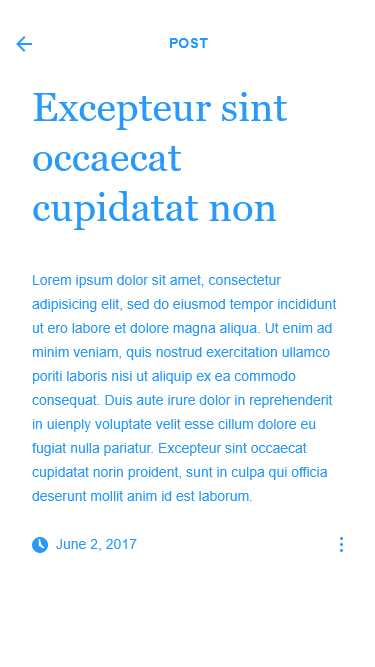 POST
Excepteur sint
occaecat
cupidatat non
Lorem ipsum dolor sit amet, consectetur
adipisicing elit, sed do eiusmod tempor incididunt
ut ero labore et dolore magna aliqua. Ut enim ad
minim veniam, quis nostrud exercitation ullamco
poriti laboris nisi ut aliquip ex ea commodo
consequat. Duis aute irure dolor in reprehenderit
in uienply voluptate velit esse cillum dolore eu
fugiat nulla pariatur. Excepteur sint occaecat
cupidatat norin proident, sunt in culpa qui officia
deserunt mollit anim id est laborum.
June 2, 2017